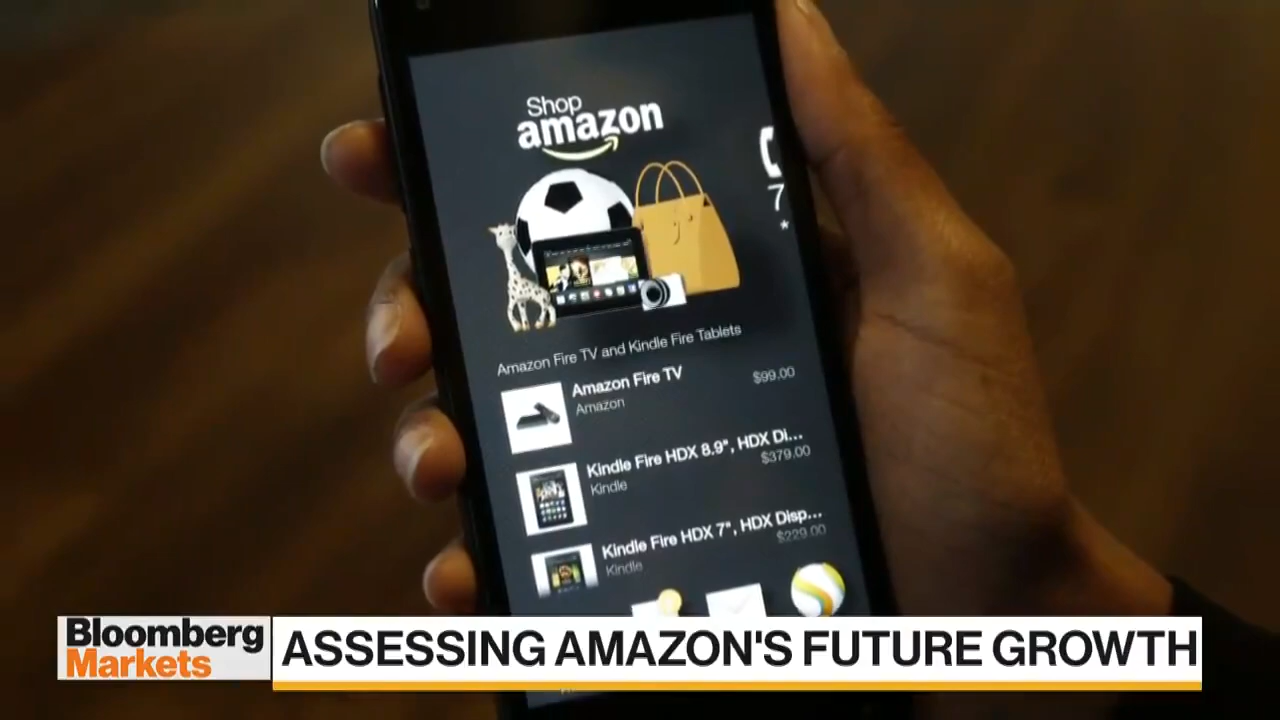 Shop
amazon
7
Amazon Fire TV and Kindle Fire Tablets
Amazon Fire TV
$99.00
Amazon
Kindle Fire HDX 8.9", HDX Di...
$379.00
Kindle
Kindle Fire HDX 7", HDX Disp...
$229.00
Kindle
Bloomberg
Markets
ASSESSING AMAZON'S FUTURE GROWTH